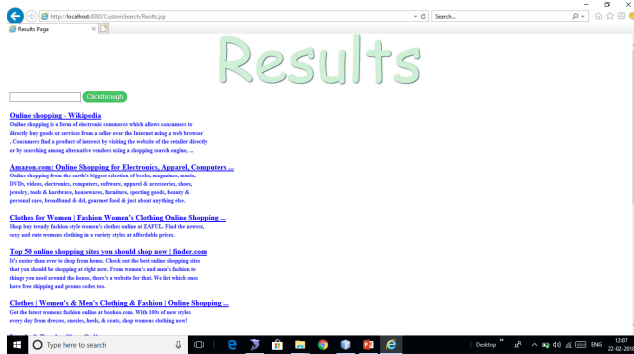 http://localhost:8080/CustomSearch/Results.jsp
Search...
Results Page
Results
Clickthrough
Online shopping - Wikipedia
Online shopping is a form of electronic commerce which allows consumers to
directly buy goods or services from a seller over the Internet using a web browser
. Consumers find a product of interest by visiting the website of the retailer directly
or by searching among alternative vendors using a shopping search engine, ...
Amazon.com: Online Shopping for Electronics, Apparel, Computers ...
Online shopping from the earth's biggest selection of books, magazines, music,
DVDs, videos, electronics, computers, software, apparel & accessories, shoes,
jewelry, tools & hardware, housewares, furniture, sporting goods, beauty &
personal care, broadband & dsl, gourmet food & just about anything else.
Clothes for Women | Fashion Women's Clothing Online Shopping ...
Shop buy trendy fashion style women's clothes online at ZAFUL. Find the newest,
sexy and cute womens clothing in a variety styles at affordable prices.
Top 50 online shopping sites you should shop now | finder.com
It's easier than ever to shop from home. Check out the best online shopping sites
that you should be shopping at right now. From women's and men's fashion to
things you need around the house, there's a website for that. We list which ones
have free shipping and promo codes too.
Clothes | Women's & Men's Clothing & Fashion | Online Shopping ...
Get the latest womens fashion online at boohoo.com. With 100s of new styles
every day from dresses, onesies, heels, & coats, shop womens clothing now!
Type here to search
Desktop
ENG
12:07
22-02-2018